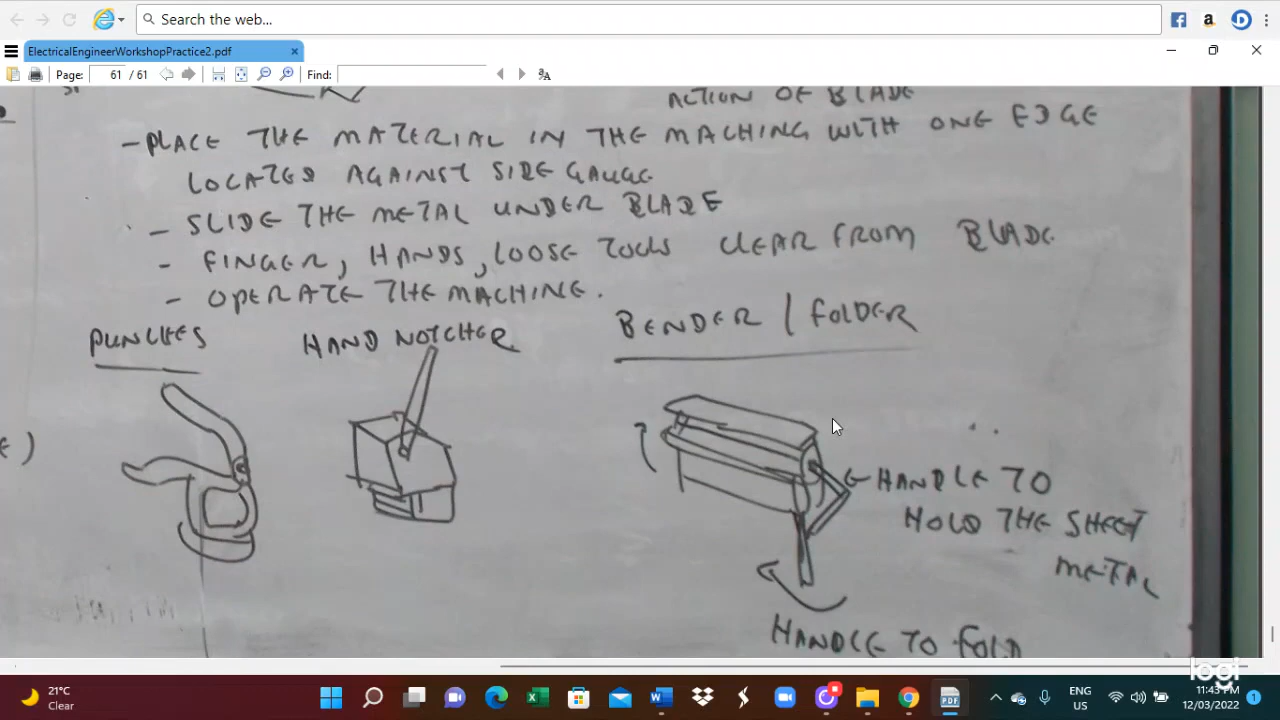 Search the web...
ElectricalEngineerWorkshopPractice2.pdf
Page: 61 / 61 Find:
ACTION OF BLADE
- PLACE THE MATERIAL IN THE MACHING WITH ONE EDGE
LOCATED AGAINST SIDE GAUGE
- SLIDE THE METAL UNDER BLADE
- FINGER, HANDS, LOOSE TOOLS CLEAR FROM BLADE
- OPERATE THE MACHINE.
PUNCHES HAND NOTCHER BENDER / FOLDER
E)
HANDLE TO
HOLD THE SHEET
METAL
HANDLE TO FOLD
logi
21°C
Clear
ENG
US
11:43 PM
12/03/2022